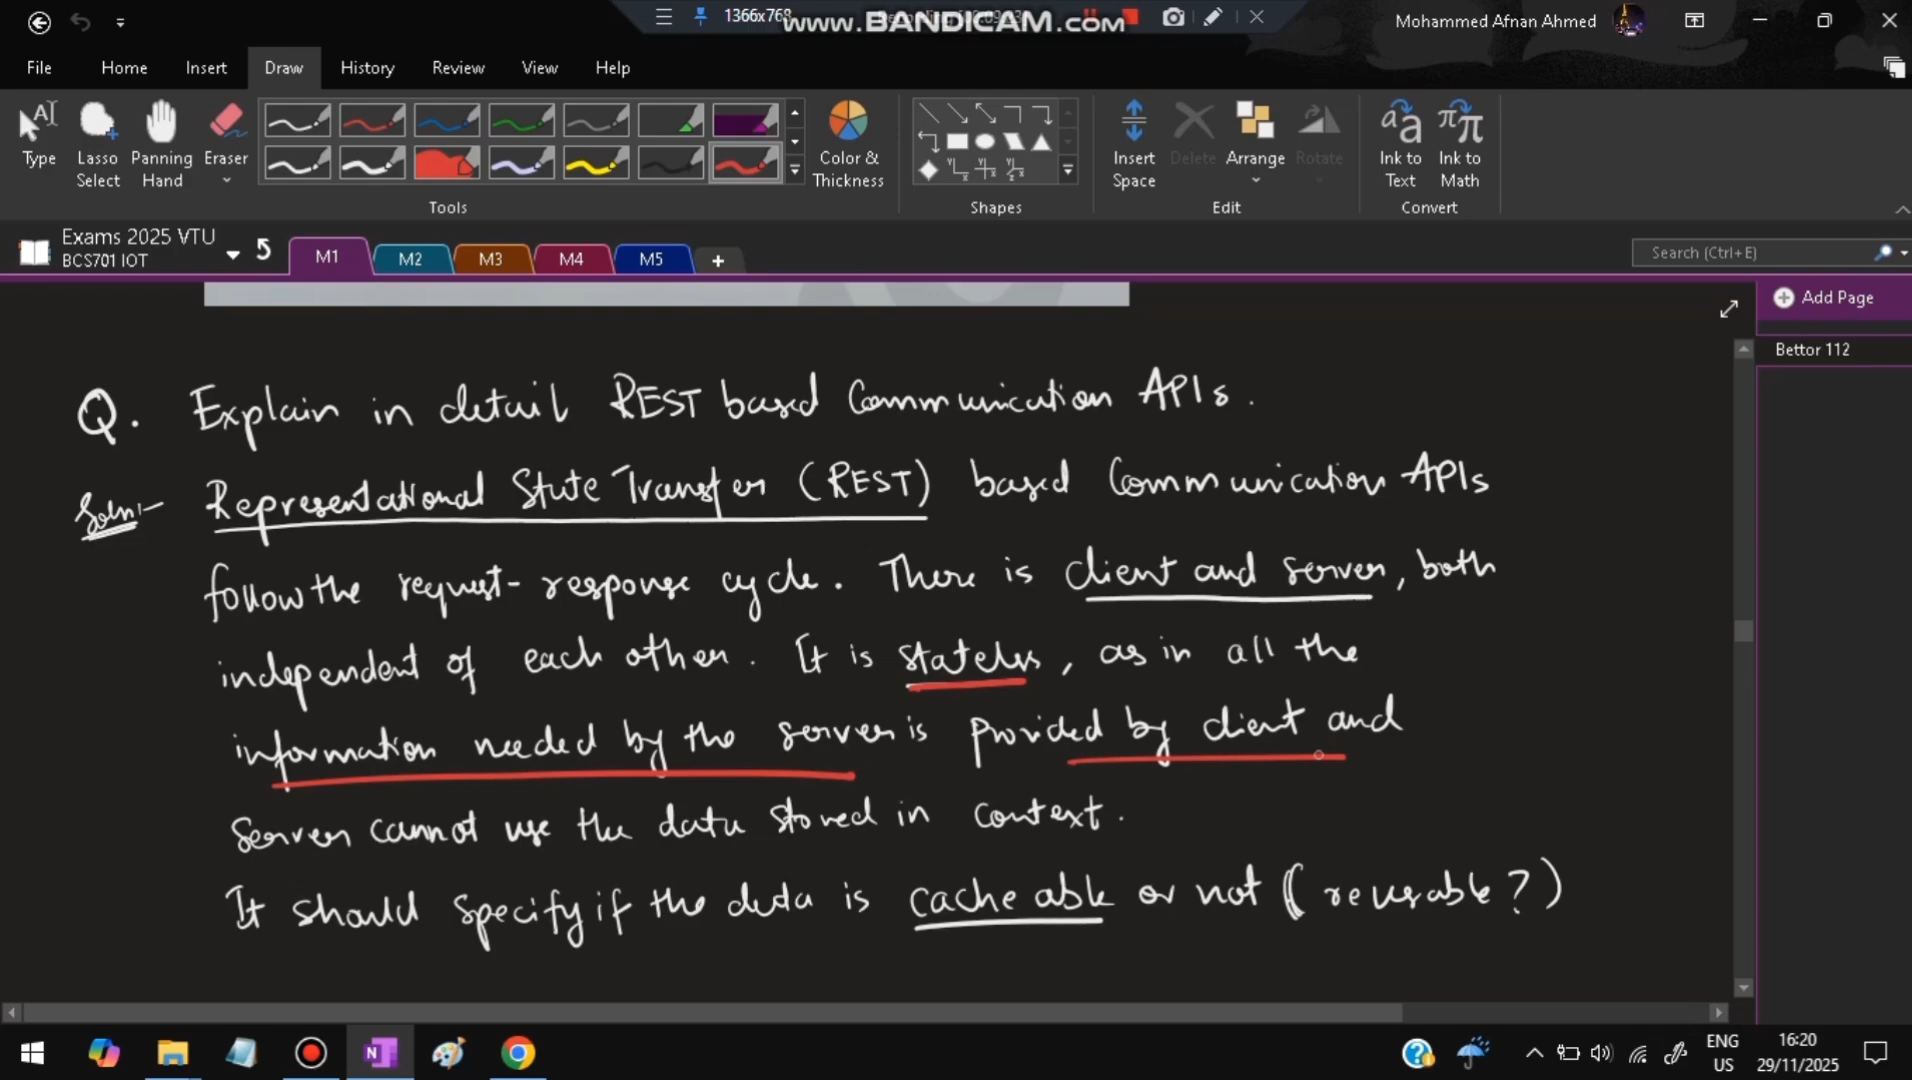 1366x768
www.BANDICAM.com
Mohammed Afnan Ahmed
File Home Insert Draw History Review View Help
Type
Lasso Select
Panning Hand
Eraser
Color & Thickness
Insert Space
Delete
Arrange
Rotate
Ink to Text
Ink to Math
Tools
Shapes
Edit
Convert
Exams 2025 VTU
BCS701 IOT
M1 M2 M3 M4 M5
Search (Ctrl+E)
Add Page
Bettor 112
Q. Explain in detail REST based Communication APIs.
Soln:- Representational State Transfer (REST) based Communication APIs
follow the request-response cycle. There is client and server, both
independent of each other. It is stateless, as in all the
information needed by the server is provided by client and
Server cannot use the data stored in context.
It should specify if the data is cache able or not (reusable?)
ENG
US
16:20
29/11/2025